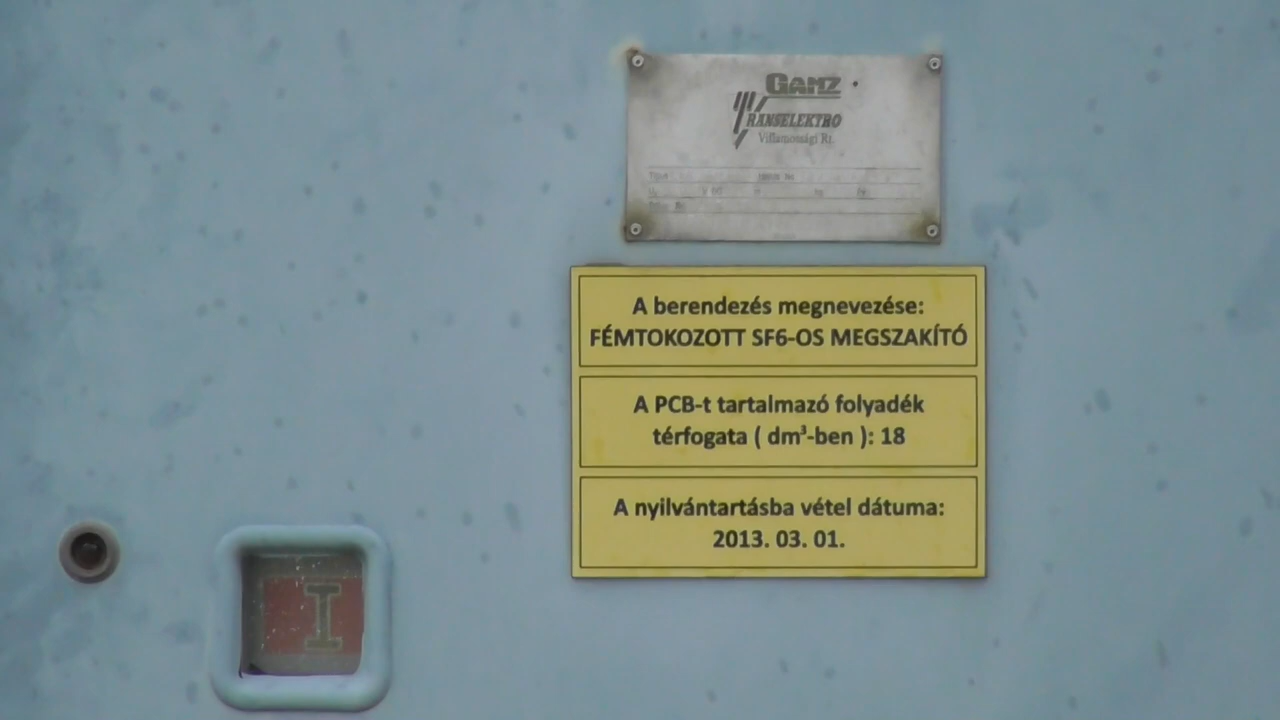 GANZ
TRANSELEKTRO
Villamossági Rt.
A berendezés megnevezése:
FÉMTOKOZOTT SF6-OS MEGSZAKÍTÓ
A PCB-t tartalmazó folyadék
térfogata ( dm³-ben ): 18
A nyilvántartásba vétel dátuma:
2013. 03. 01.
I